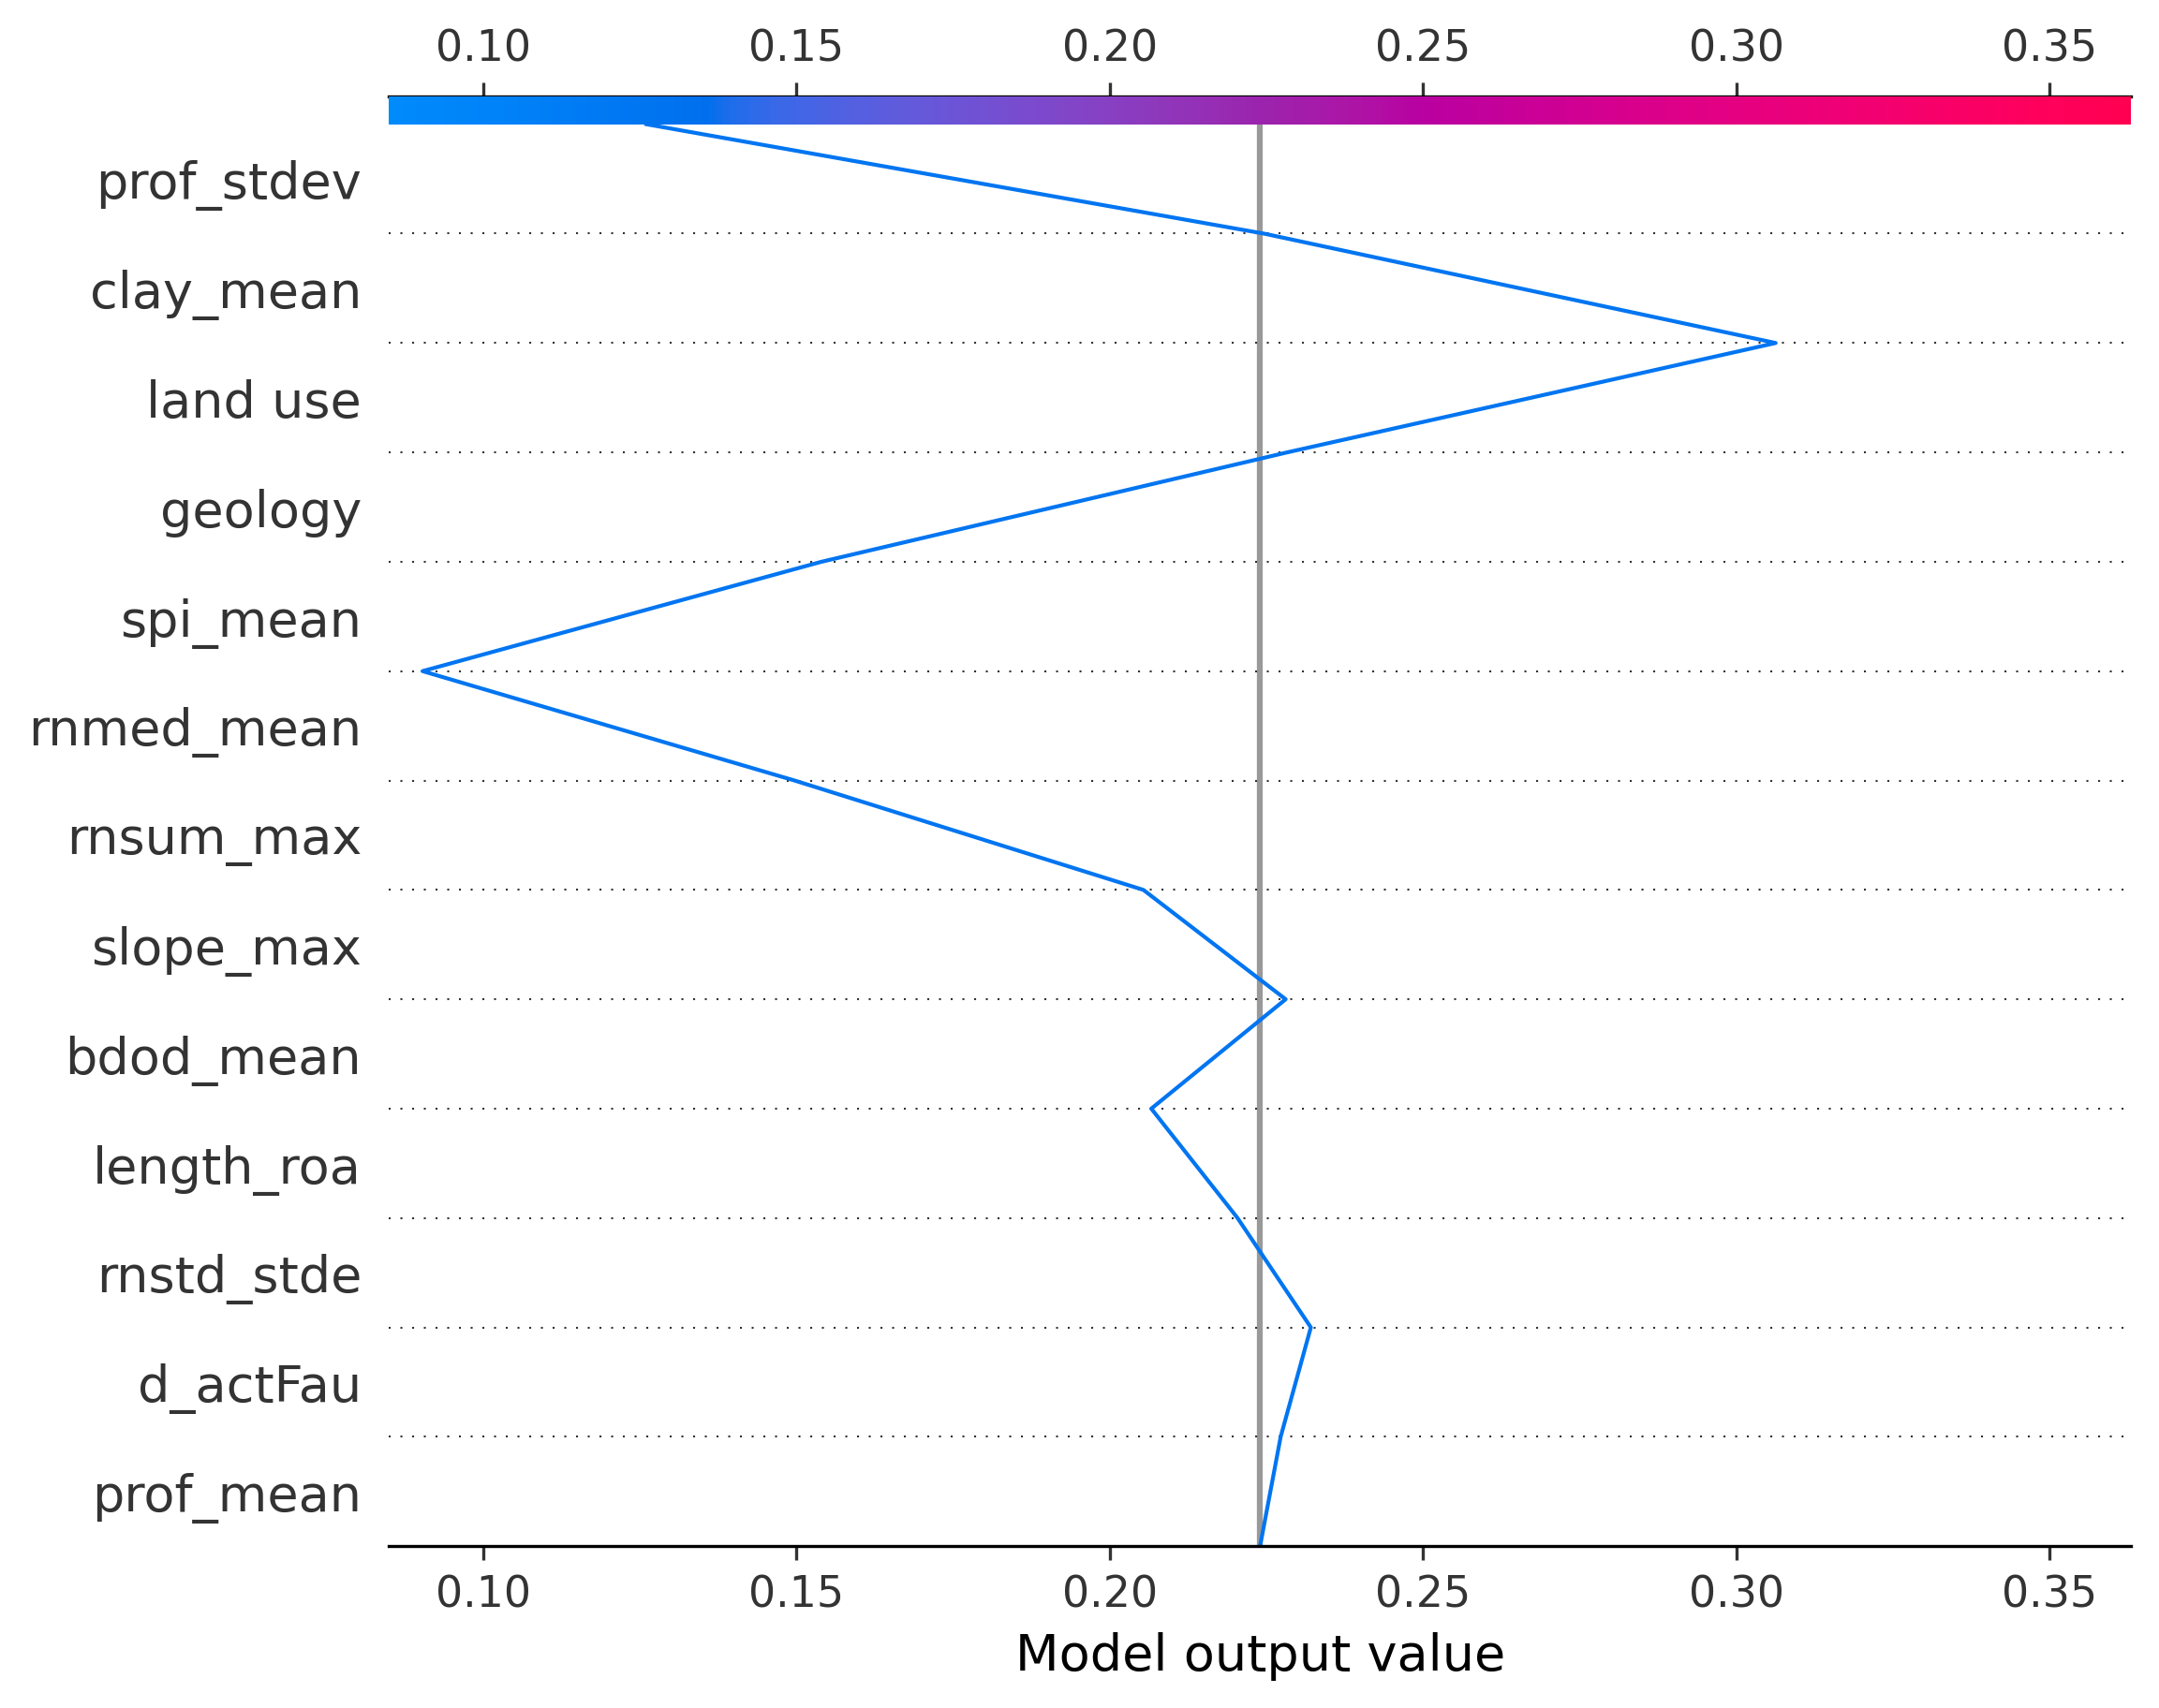 0.10 0.15 0.20 0.25 0.30 0.35
prof_stdev
clay_mean
land use
geology
spi_mean
rnmed_mean
rnsum_max
slope_max
bdod_mean
length_roa
rnstd_stde
d_actFau
prof_mean
0.10 0.15 0.20 0.25 0.30 0.35
Model output value